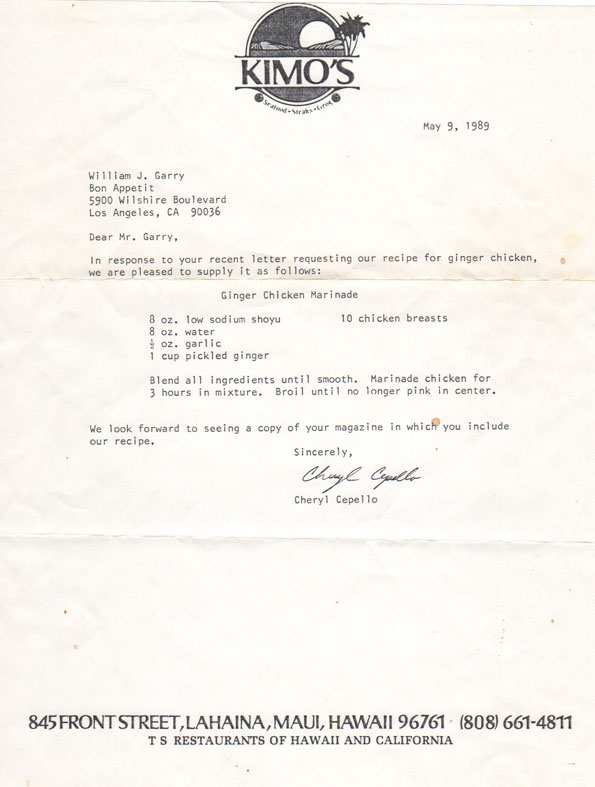 KIMO'S
Seafood • Steaks • Grog
May 9, 1989
William J. Garry
Bon Appetit
5900 Wilshire Boulevard
Los Angeles, CA 90036
Dear Mr. Garry,
In response to your recent letter requesting our recipe for ginger chicken,
we are pleased to supply it as follows:
Ginger Chicken Marinade
8 oz. low sodium shoyu 10 chicken breasts
8 oz. water
½ oz. garlic
1 cup pickled ginger
Blend all ingredients until smooth. Marinade chicken for
3 hours in mixture. Broil until no longer pink in center.
We look forward to seeing a copy of your magazine in which you include
our recipe.
Sincerely,
Cheryl Cepello
Cheryl Cepello
845 FRONT STREET, LAHAINA, MAUI, HAWAII 96761 · (808) 661-4811
T S RESTAURANTS OF HAWAII AND CALIFORNIA